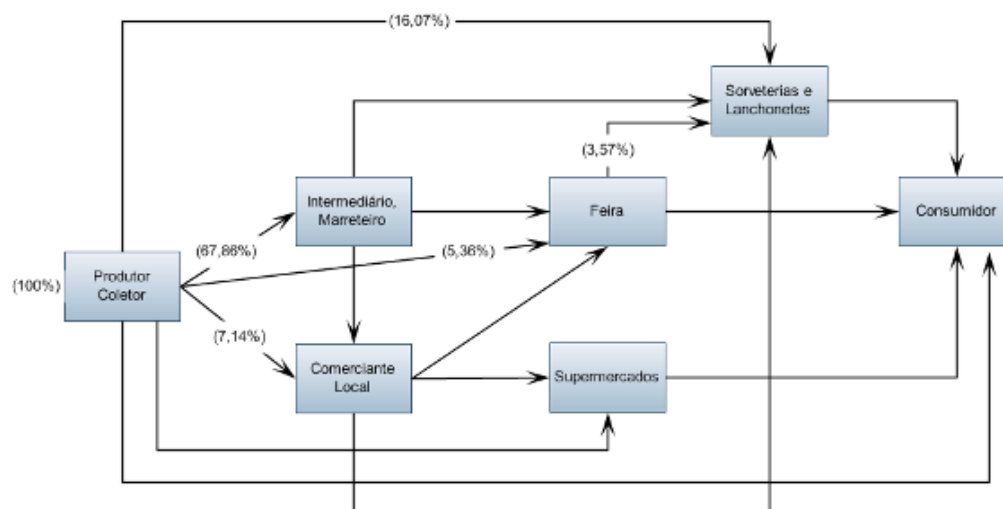 (16,07%)
Sorveterias e
Lanchonetes
(3,57%)
Intermediário,
Marreteiro
Feira
Consumidor
(67,86%)
(5,36%)
(100%)
Produtor
Coletor
(7,14%)
Comerciante
Local
Supermercados